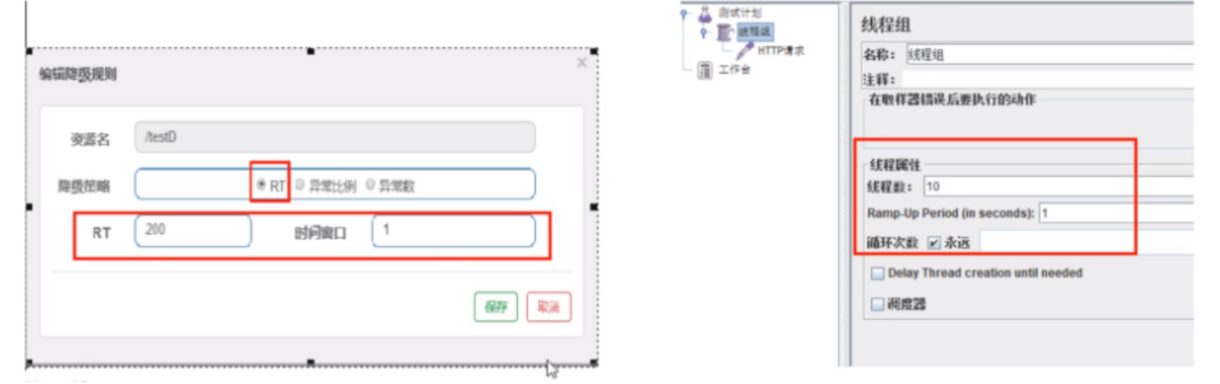 编辑降级规则
×
资源名 /testD
降级策略 RT 异常比例 异常数
RT 200 时间窗口 1
保存 取消
测试计划
线程组
HTTP请求
工作台
线程组
名称: 线程组
注释:
在取样器错误后要执行的动作
线程属性
线程数: 10
Ramp-Up Period (in seconds): 1
循环次数 永远
Delay Thread creation until needed
调度器